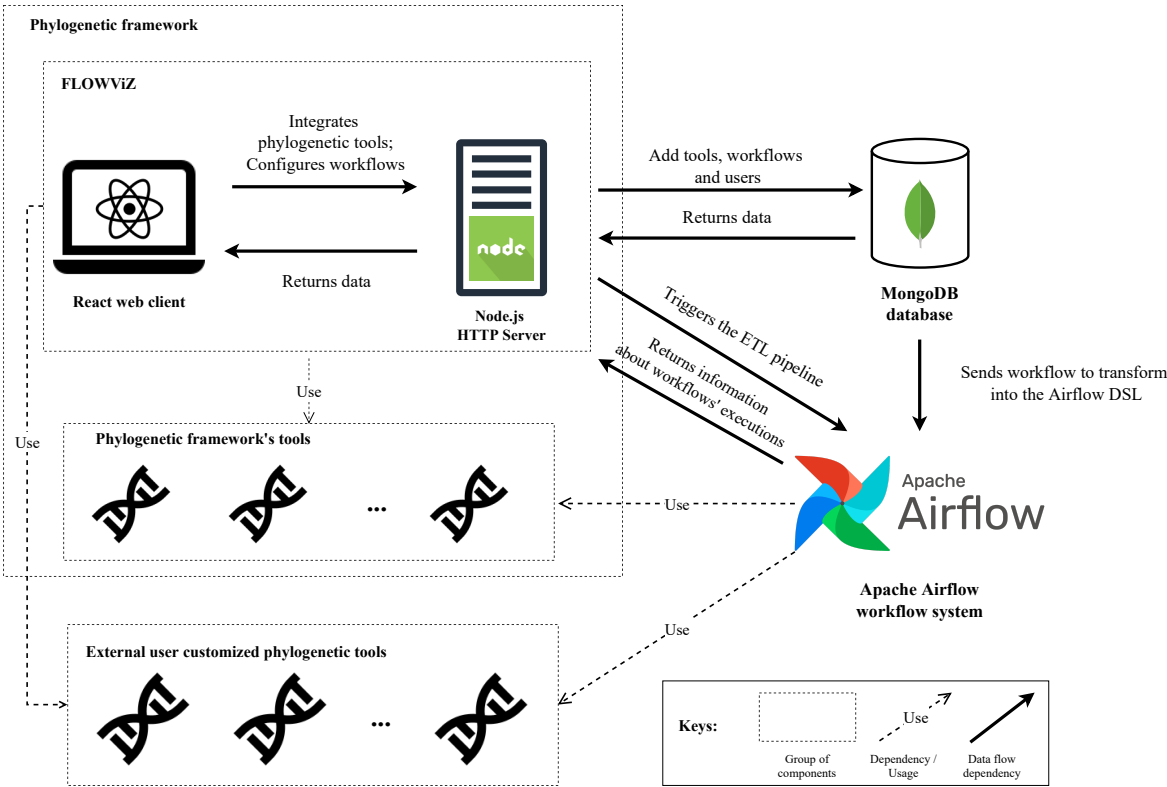 Phylogenetic framework
FLOWViZ
Integrates
phylogenetic tools;
Configures workflows
Returns data
React web client
node
Node.js
HTTP Server
Add tools, workflows
and users
Returns data
MongoDB
database
Triggers the ETL pipeline
Returns information
about workflows' executions
Sends workflow to transform
into the Airflow DSL
Use
Use
Phylogenetic framework's tools
...
Use
Apache
Airflow
Apache Airflow
workflow system
Use
External user customized phylogenetic tools
...
Keys:
Use
Group of
components
Dependency /
Usage
Data flow
dependency